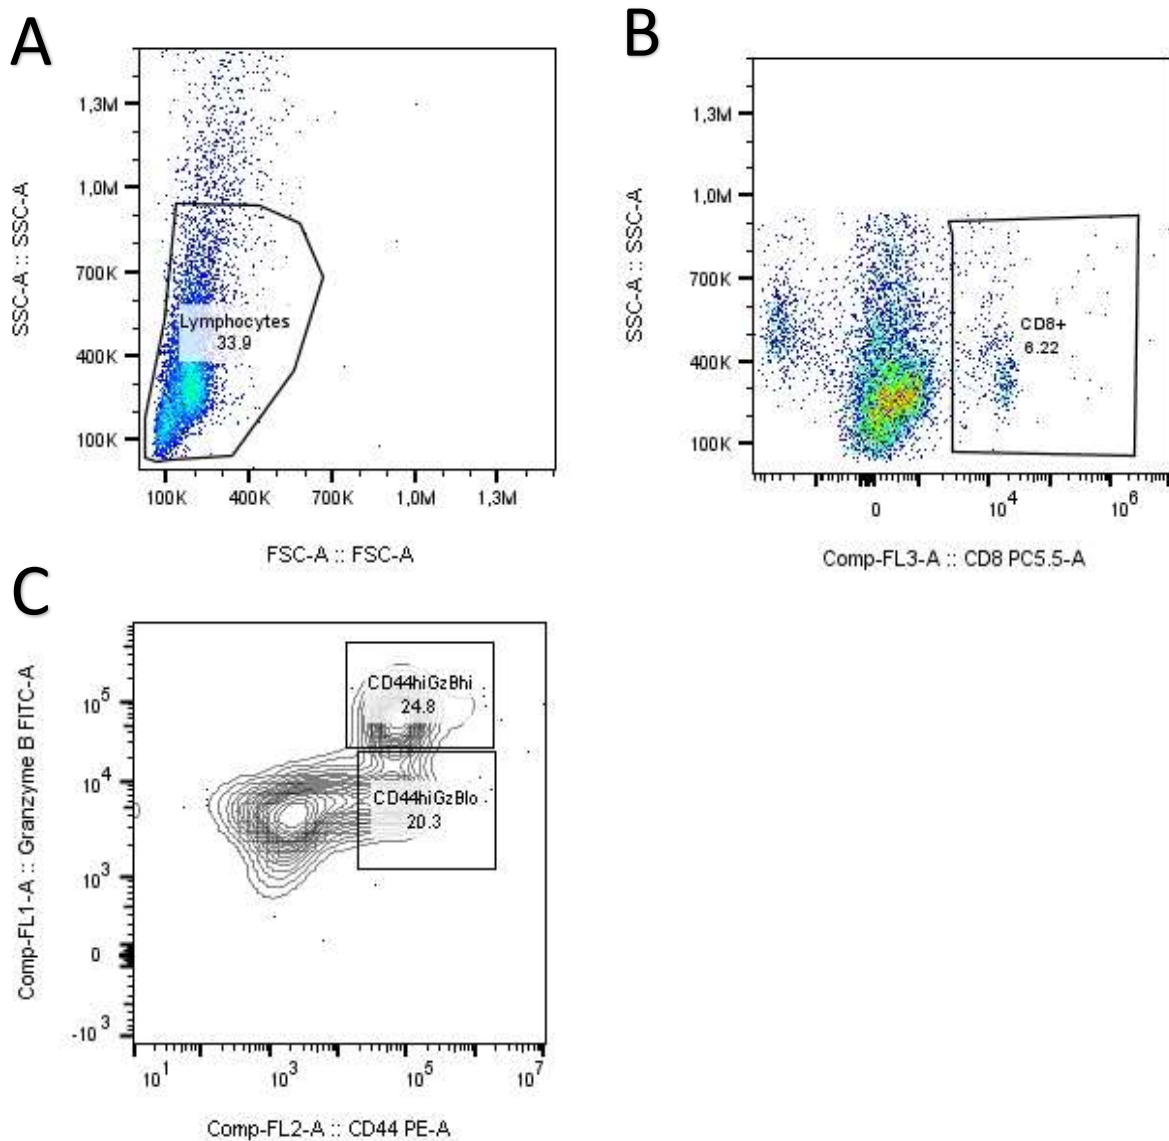 A
1,3M
1,0M
700K
400K
100K
SSC-A :: SSC-A
Lymphocytes
33.9
100K 400K 700K 1,0M 1,3M
FSC-A :: FSC-A
B
1,3M
1,0M
700K
400K
100K
SSC-A :: SSC-A
CD8+
6.22
0 10^4 10^6
Comp-FL3-A :: CD8 PC5.5-A
C
10^5
10^4
10^3
0
-10^3
Comp-FL1-A :: Granzyme B FITC-A
CD44hiGzBhi
24.8
CD44hiGzBlo
20.3
10^1 10^3 10^5 10^7
Comp-FL2-A :: CD44 PE-A